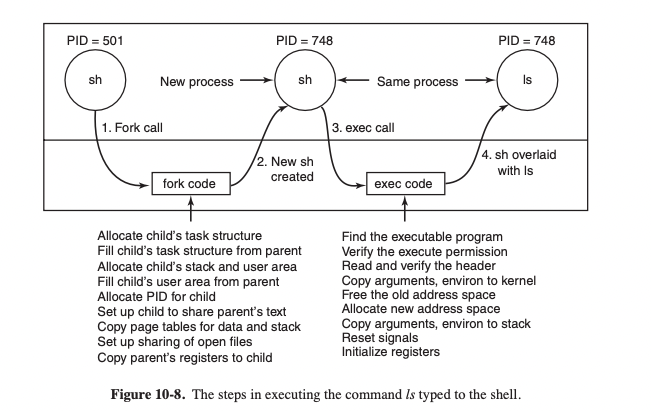 PID = 501
PID = 748
PID = 748
sh
New process
sh
Same process
ls
1. Fork call
3. exec call
2. New sh
created
4. sh overlaid
with ls
fork code
exec code
Allocate child's task structure
Fill child's task structure from parent
Allocate child's stack and user area
Fill child's user area from parent
Allocate PID for child
Set up child to share parent's text
Copy page tables for data and stack
Set up sharing of open files
Copy parent's registers to child
Find the executable program
Verify the execute permission
Read and verify the header
Copy arguments, environ to kernel
Free the old address space
Allocate new address space
Copy arguments, environ to stack
Reset signals
Initialize registers
Figure 10-8. The steps in executing the command ls typed to the shell.